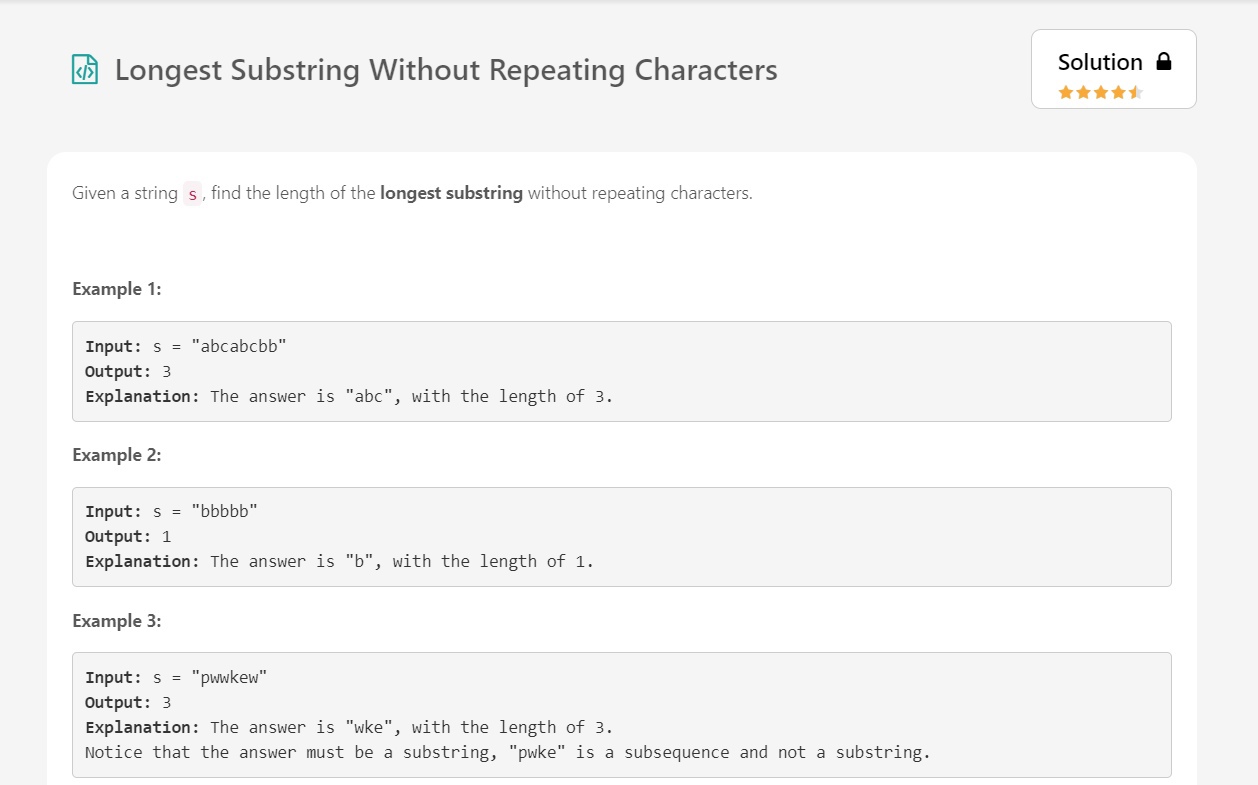 Longest Substring Without Repeating Characters
Solution
Given a string s, find the length of the longest substring without repeating characters.
Example 1:
Input: s = "abcabcbb"
Output: 3
Explanation: The answer is "abc", with the length of 3.
Example 2:
Input: s = "bbbbb"
Output: 1
Explanation: The answer is "b", with the length of 1.
Example 3:
Input: s = "pwwkew"
Output: 3
Explanation: The answer is "wke", with the length of 3.
Notice that the answer must be a substring, "pwke" is a subsequence and not a substring.